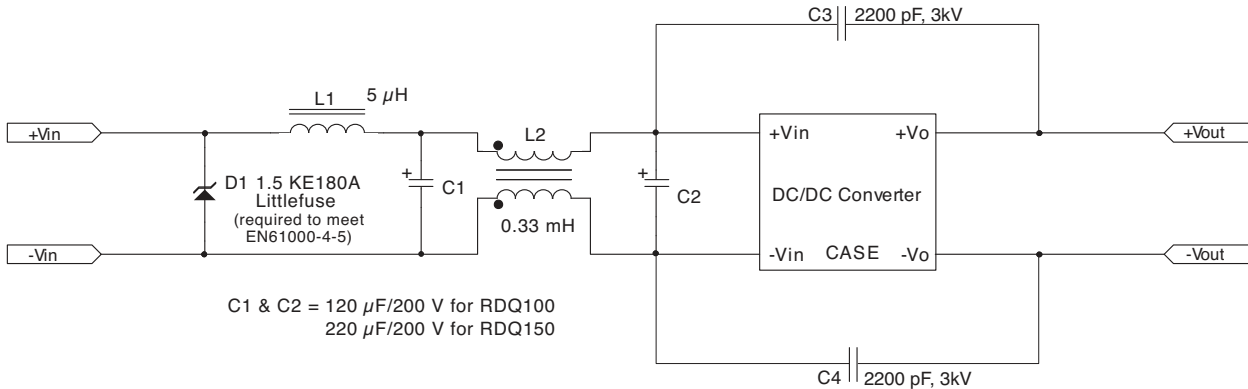 C3 2200 pF, 3kV
L1 5 µH
+Vin
L2
+Vin +Vo
+Vout
D1 1.5 KE180A
Littlefuse
(required to meet
EN61000-4-5)
+ C1
+ C2
DC/DC Converter
0.33 mH
-Vin
-Vin CASE -Vo
-Vout
C1 & C2 = 120 µF/200 V for RDQ100
220 µF/200 V for RDQ150
C4 2200 pF, 3kV